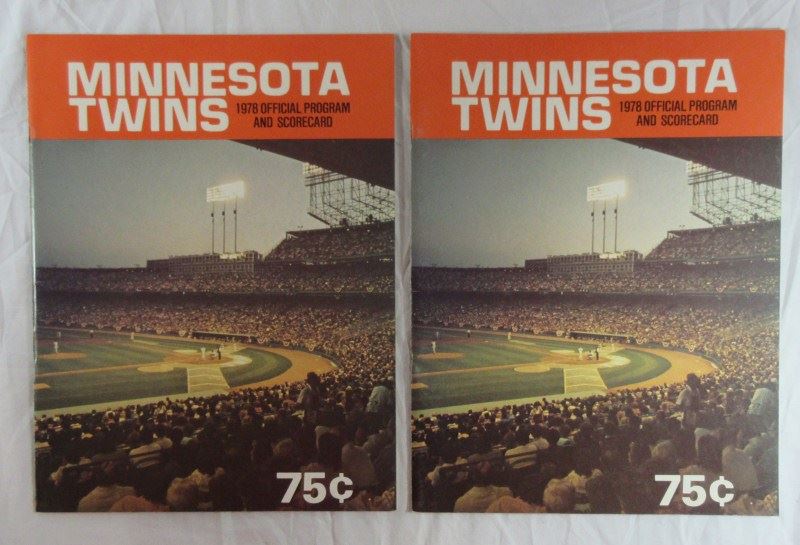 MINNESOTA
TWINS 1978 OFFICIAL PROGRAM
AND SCORECARD
75¢
MINNESOTA
TWINS 1978 OFFICIAL PROGRAM
AND SCORECARD
75¢